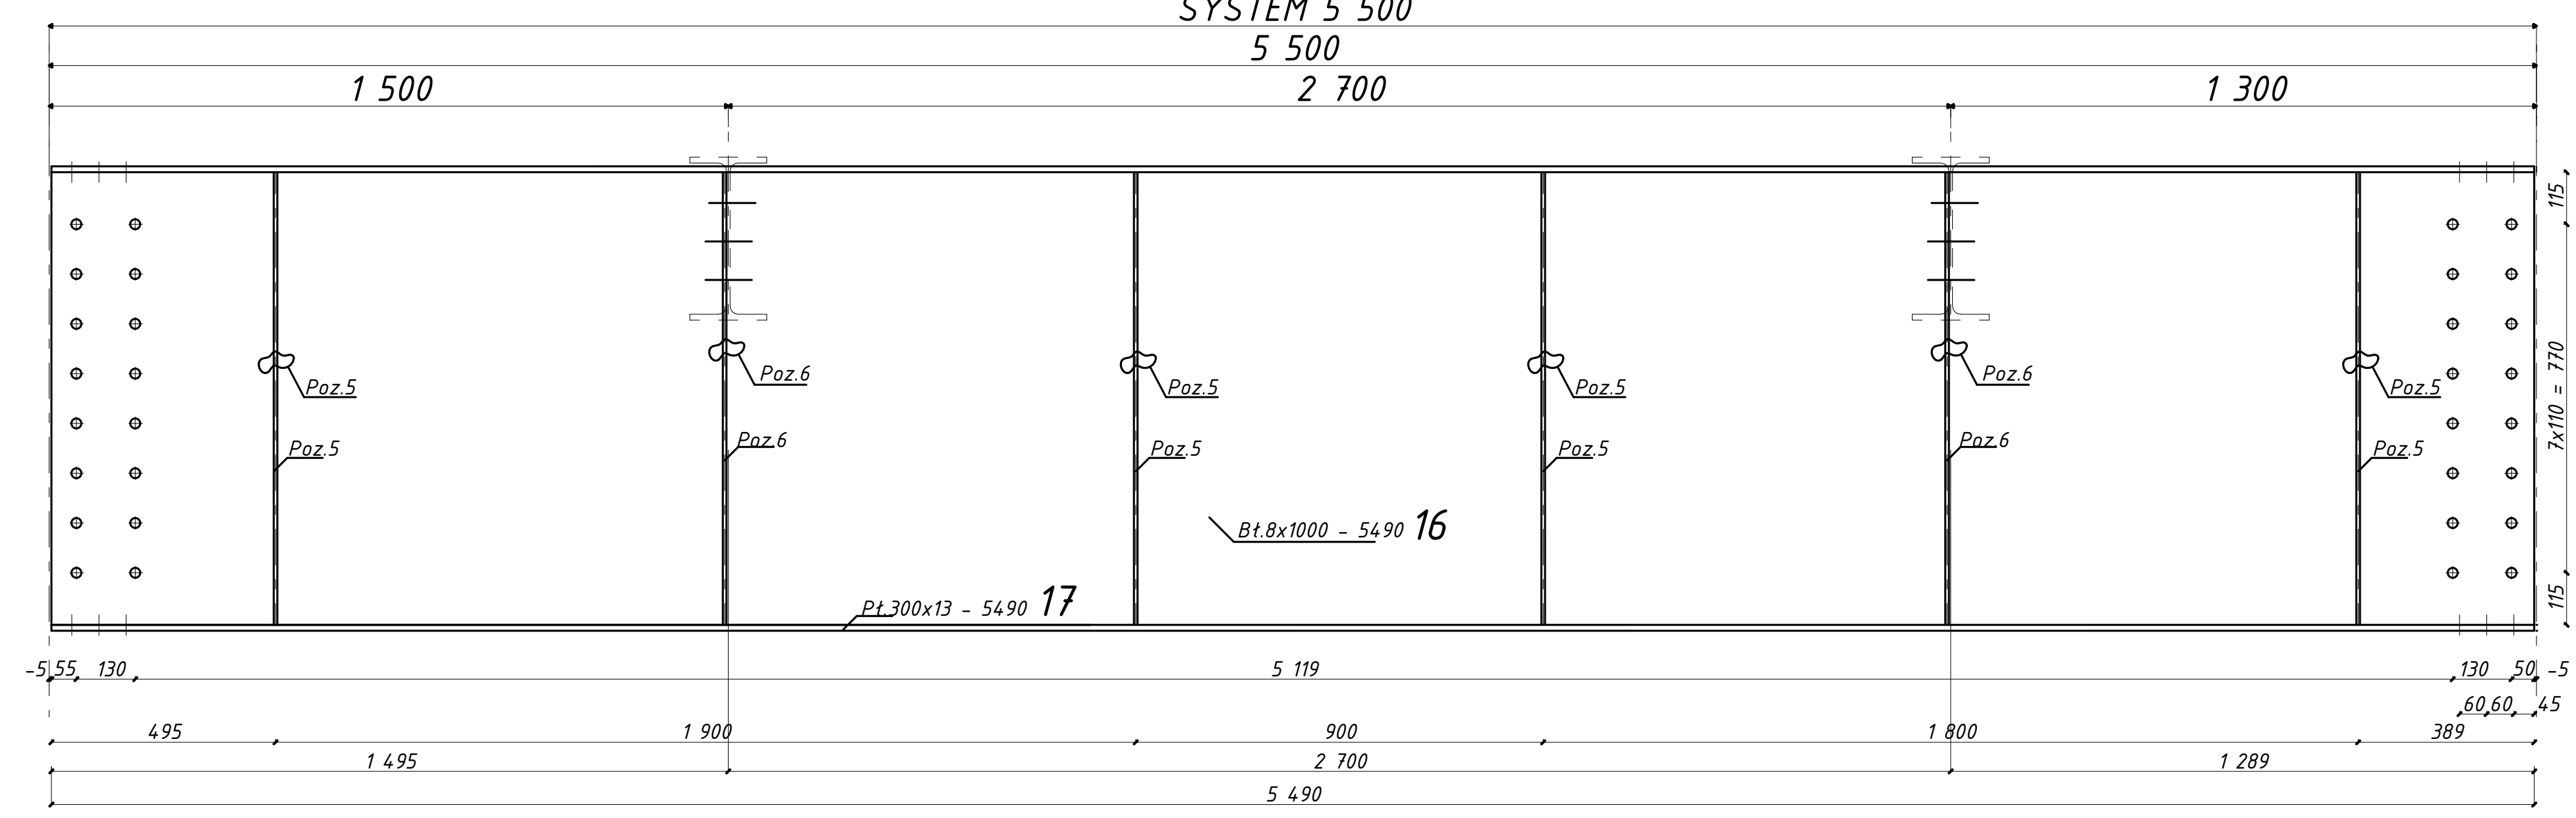 SYSTEM 5 500
5 500
1 500 2 700 1 300
115
Poz.5 Poz.6 Poz.5 Poz.5 Poz.6 Poz.5
7x110 = 770
Poz.5 Poz.6 Poz.5 Poz.5 Poz.6 Poz.5
Bł.8x1000 - 5490 16
Pł.300x13 - 5490 17
115
-5 55 130 5 119 130 50 -5
60 60 45
495 1 900 900 1 800 389
1 495 2 700 1 289
5 490